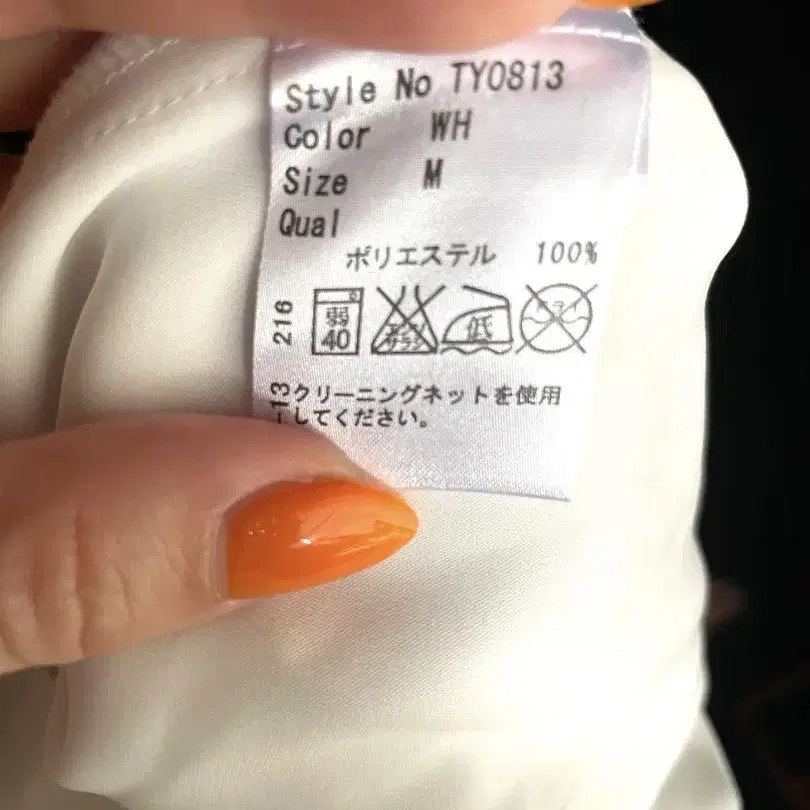 Style No TY0813
Color WH
Size M
Qual
ポリエステル 100%
216
弱
40
低
クリーニングネットを使用
してください。